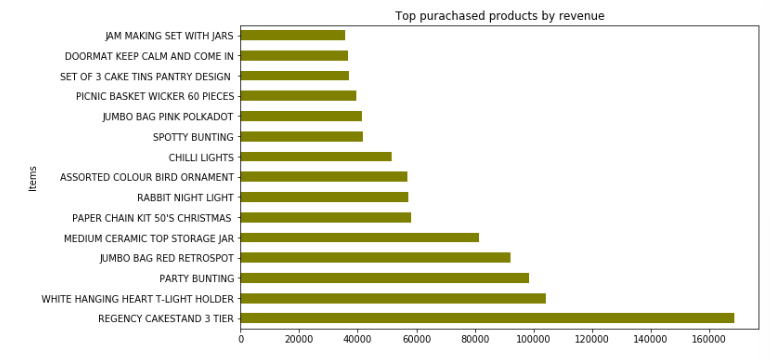 Top purachased products by revenue
JAM MAKING SET WITH JARS
DOORMAT KEEP CALM AND COME IN
SET OF 3 CAKE TINS PANTRY DESIGN
PICNIC BASKET WICKER 60 PIECES
JUMBO BAG PINK POLKADOT
SPOTTY BUNTING
CHILLI LIGHTS
ASSORTED COLOUR BIRD ORNAMENT
RABBIT NIGHT LIGHT
PAPER CHAIN KIT 50'S CHRISTMAS
MEDIUM CERAMIC TOP STORAGE JAR
JUMBO BAG RED RETROSPOT
PARTY BUNTING
WHITE HANGING HEART T-LIGHT HOLDER
REGENCY CAKESTAND 3 TIER
Items
0 20000 40000 60000 80000 100000 120000 140000 160000